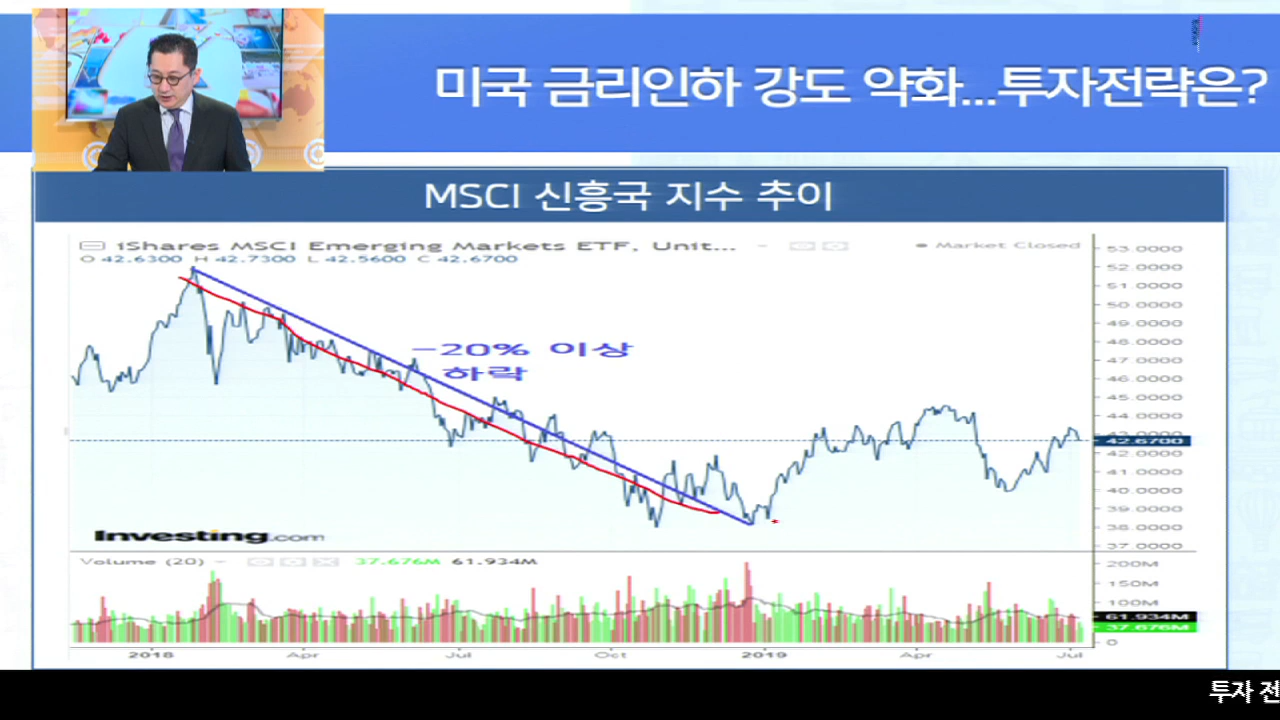 미국 금리인하 강도 약화...투자전략은?
MSCI 신흥국 지수 추이
iShares MSCI Emerging Markets ETF, Unit...
Market Closed
O 42.6300 H 42.7300 L 42.5600 C 42.6700
53.0000
52.0000
51.0000
50.0000
49.0000
48.0000
47.0000
46.0000
45.0000
44.0000
43.0000
42.6700
42.0000
41.0000
40.0000
39.0000
38.0000
37.0000
-20% 이상
하락
Investing.com
Volume (20)
37.676M 61.934M
200M
150M
100M
61.934M
37.676M
0
2018 Apr Jul Oct 2019 Apr Jul
투자 전